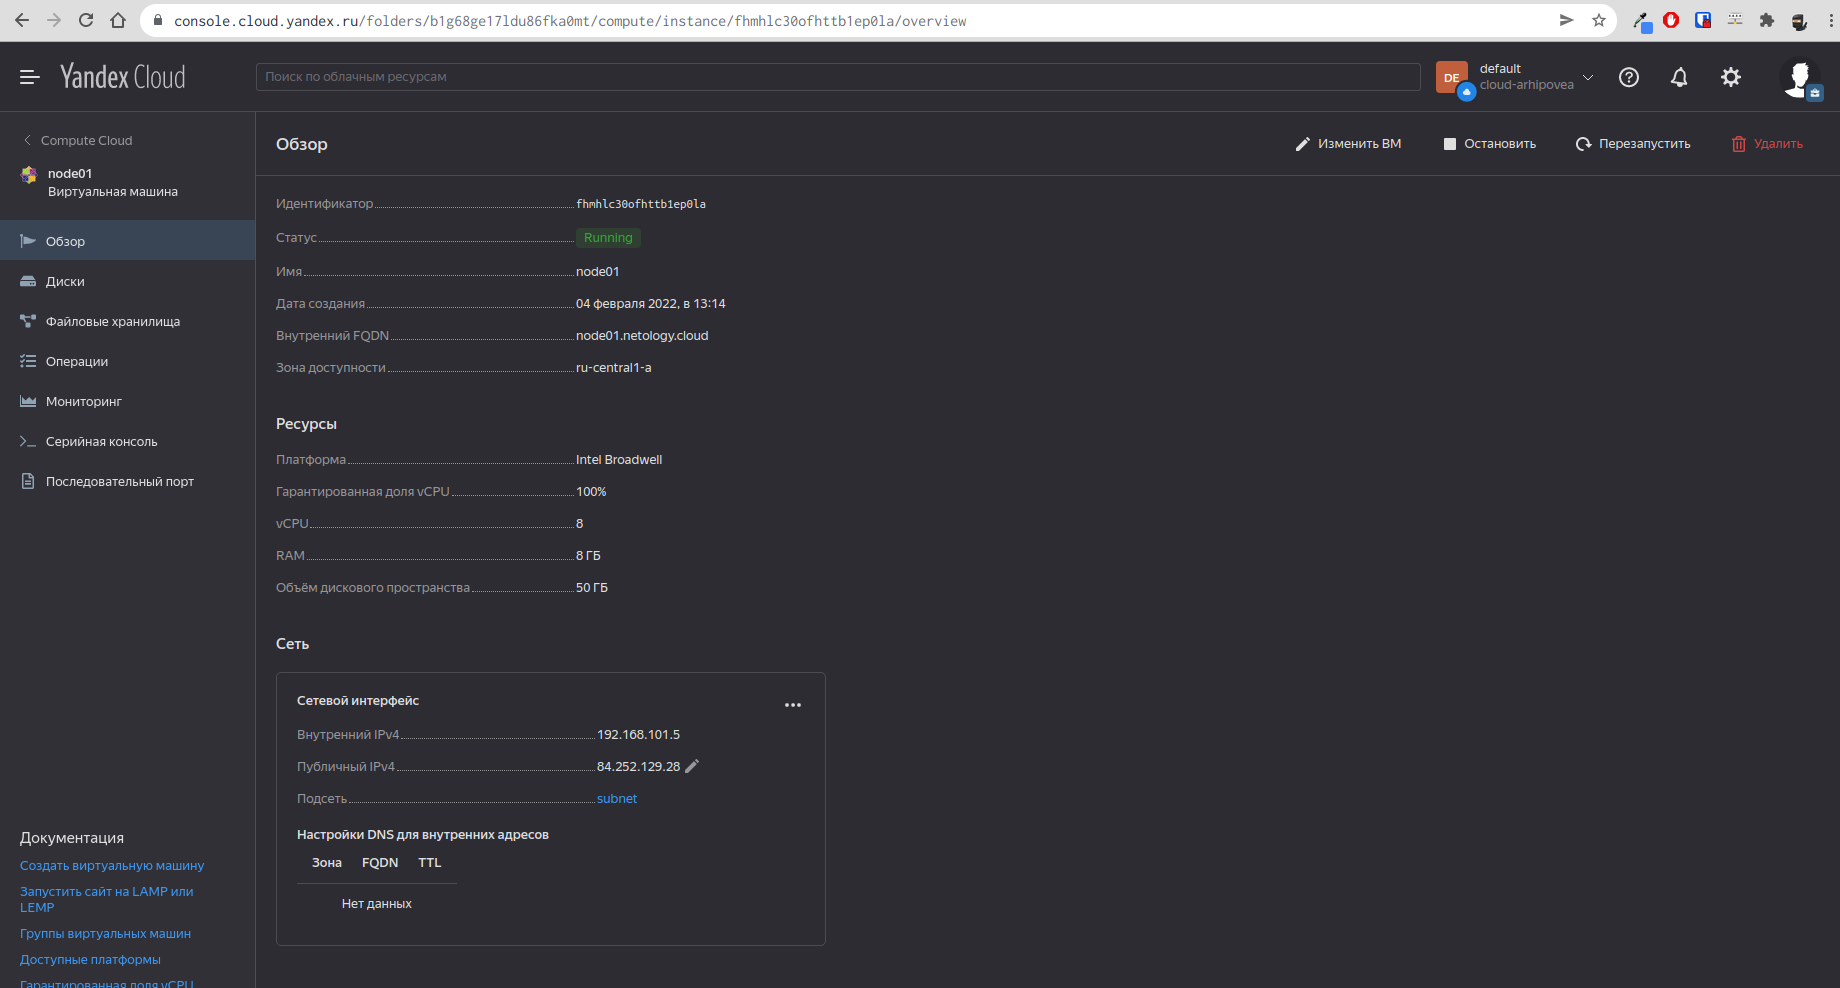 console.cloud.yandex.ru/folders/b1g68ge17ldu86fka0mt/compute/instance/fhmhlc30ofhttb1ep0la/overview
Yandex Cloud
Поиск по облачным ресурсам
DE
default
cloud-arhipovea
Compute Cloud
node01
Виртуальная машина
Обзор
Диски
Файловые хранилища
Операции
Мониторинг
Серийная консоль
Последовательный порт
Документация
Создать виртуальную машину
Запустить сайт на LAMP или
LEMP
Группы виртуальных машин
Доступные платформы
Гарантированная доля vCPU
Обзор
Изменить ВМ
Остановить
Перезапустить
Удалить
Идентификатор fhmhlc30ofhttb1ep0la
Статус Running
Имя node01
Дата создания 04 февраля 2022, в 13:14
Внутренний FQDN node01.netology.cloud
Зона доступности ru-central1-a
Ресурсы
Платформа Intel Broadwell
Гарантированная доля vCPU 100%
vCPU 8
RAM 8 ГБ
Объём дискового пространства 50 ГБ
Сеть
Сетевой интерфейс
Внутренний IPv4 192.168.101.5
Публичный IPv4 84.252.129.28
Подсеть subnet
Настройки DNS для внутренних адресов
Зона FQDN TTL
Нет данных